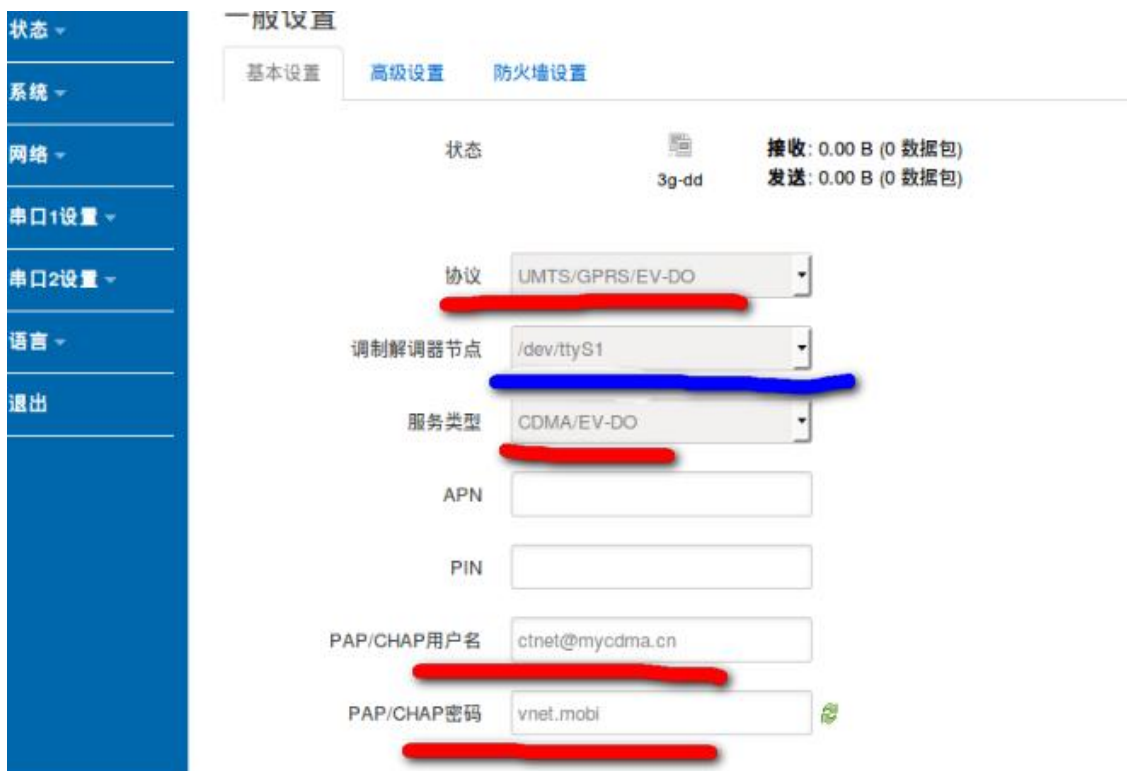 一般设置
状态
系统
网络
串口1设置
串口2设置
语言
退出
基本设置 高级设置 防火墙设置
状态
3g-dd
接收: 0.00 B (0 数据包)
发送: 0.00 B (0 数据包)
协议 UMTS/GPRS/EV-DO
调制解调器节点 /dev/ttyS1
服务类型 CDMA/EV-DO
APN
PIN
PAP/CHAP用户名 ctnet@mycdma.cn
PAP/CHAP密码 vnet.mobi